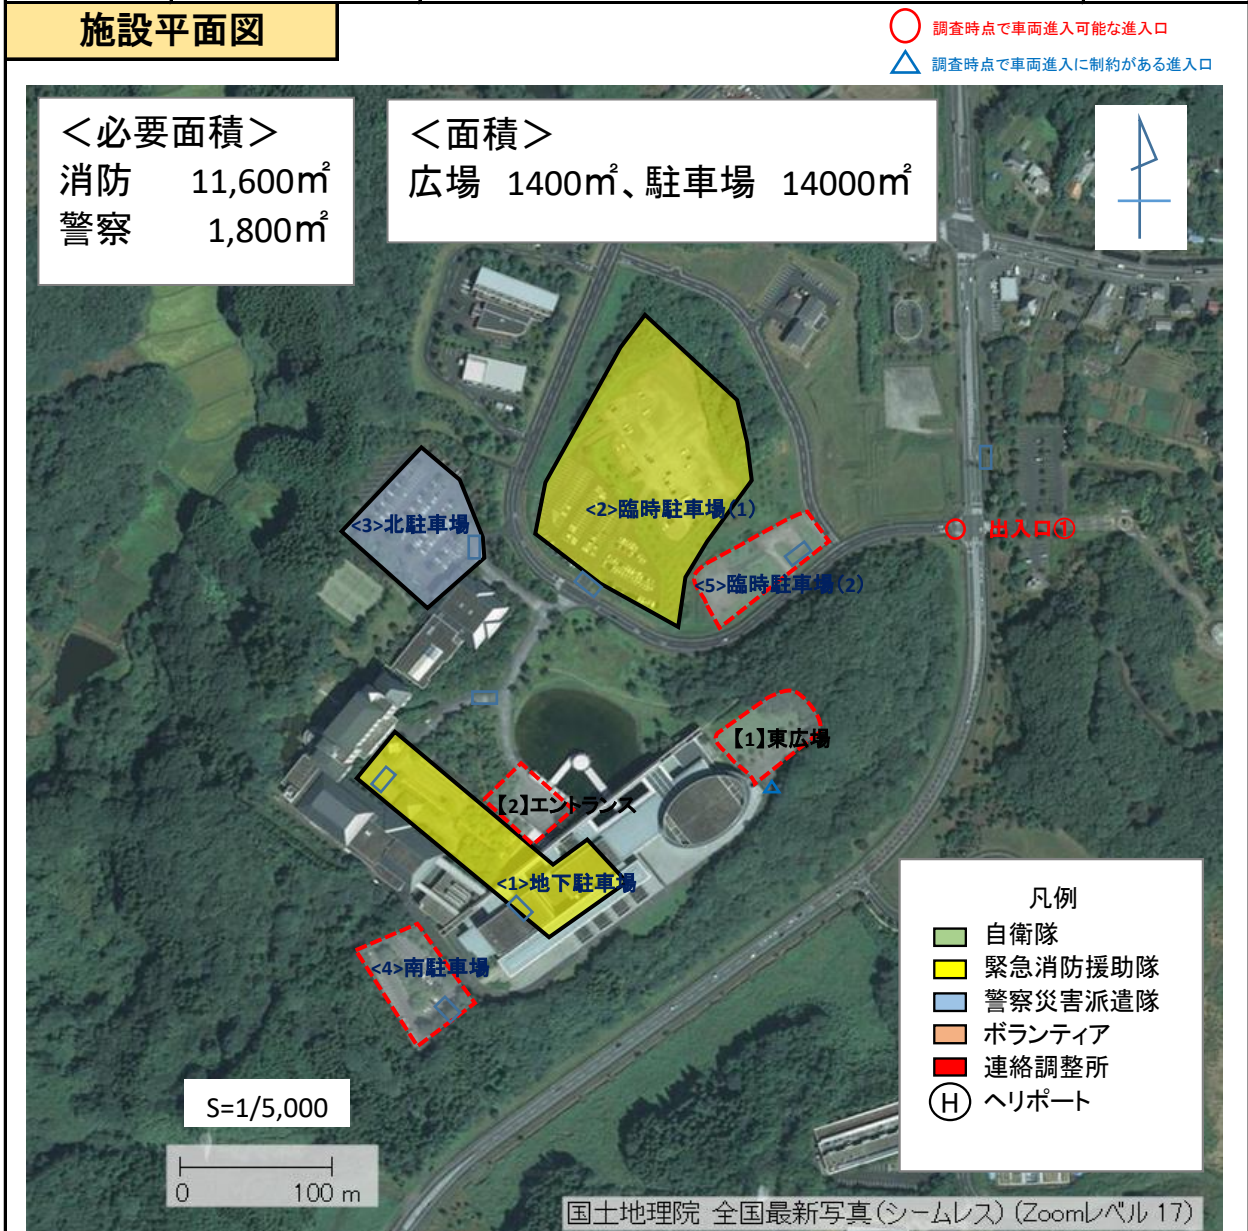 施設平面図
調査時点で車両進入可能な進入口
調査時点で車両進入に制約がある進入口
＜必要面積＞
消防　11,600㎡
警察　1,800㎡
＜面積＞
広場　1400㎡、駐車場　14000㎡
<2>臨時駐車場(1)
<3>北駐車場
出入口①
<5>臨時駐車場(2)
【1】東広場
【2】エントランス
<1>地下駐車場
<4>南駐車場
凡例
自衛隊
緊急消防援助隊
警察災害派遣隊
ボランティア
連絡調整所
H ヘリポート
S=1/5,000
0 100 m
国土地理院 全国最新写真(シームレス) (Zoomレベル 17)